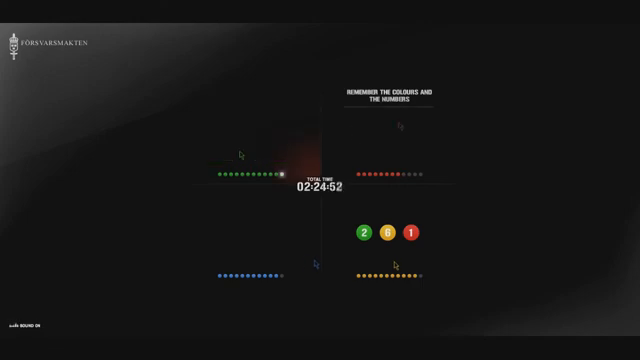 FÖRSVARSMAKTEN
REMEMBER THE COLOURS AND
THE NUMBERS
TOTAL TIME
02:24:52
2 6 1
SOUND ON